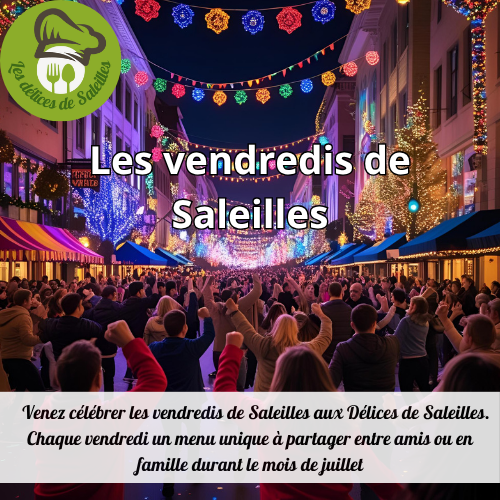 Les délices de Saleilles
Les vendredis de
Saleilles
Venez célébrer les vendredis de Saleilles aux Délices de Saleilles.
Chaque vendredi un menu unique à partager entre amis ou en
famille durant le mois de juillet